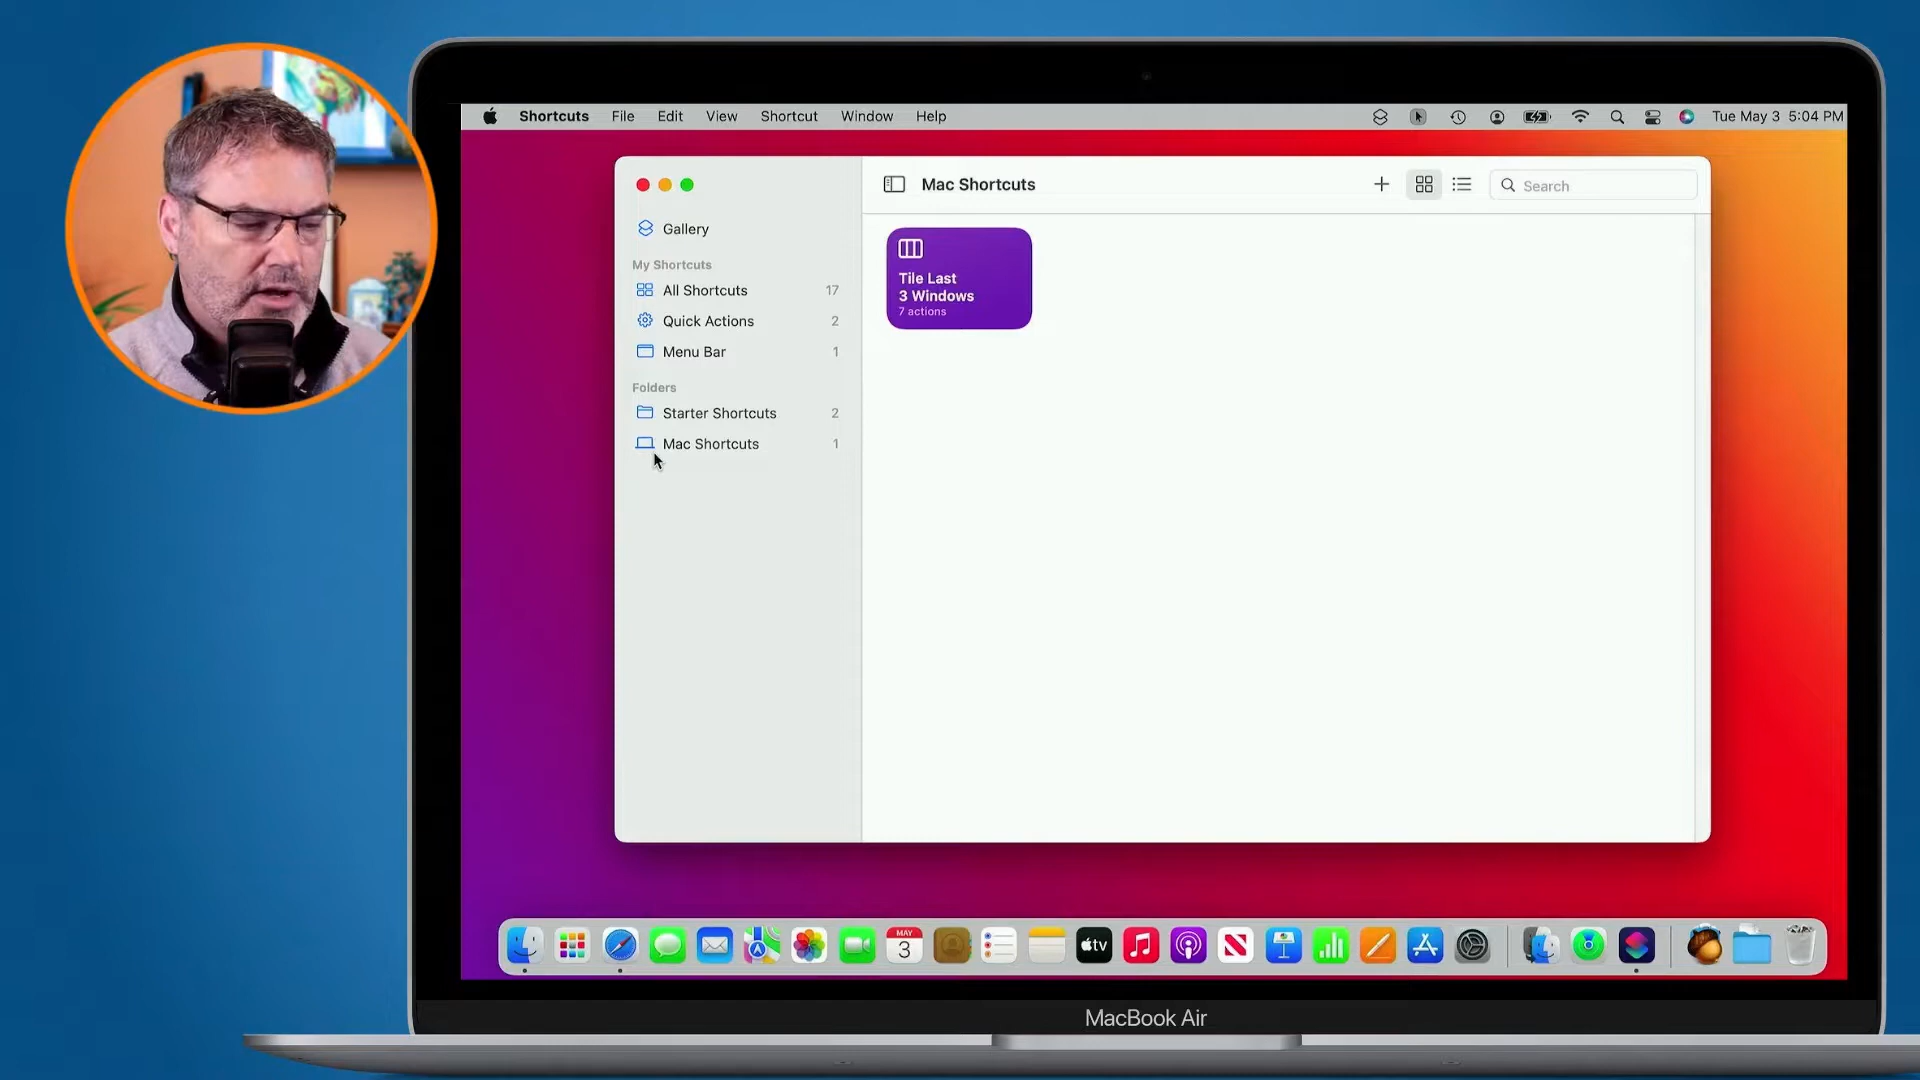 Shortcuts File Edit View Shortcut Window Help Tue May 3 5:04 PM
Mac Shortcuts
Search
Gallery
My Shortcuts
All Shortcuts 17
Quick Actions 2
Menu Bar 1
Folders
Starter Shortcuts 2
Mac Shortcuts 1
Tile Last
3 Windows
7 actions
MAY
3
tv
MacBook Air